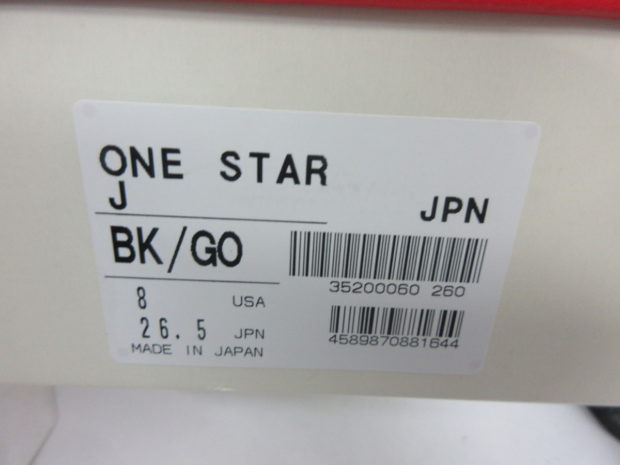 ONE STAR
J
JPN
BK/GO
35200060 260
8 USA
26.5 JPN
4589870881644
MADE IN JAPAN